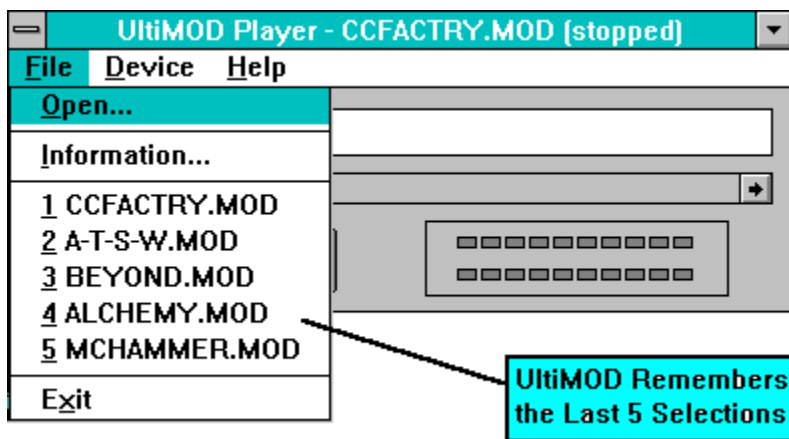 UltiMOD Player - CCFACTRY.MOD (stopped)
File Device Help
Open...
Information...
1 CCFACTRY.MOD
2 A-T-S-W.MOD
3 BEYOND.MOD
4 ALCHEMY.MOD
5 MCHAMMER.MOD
Exit
UltiMOD Remembers
the Last 5 Selections